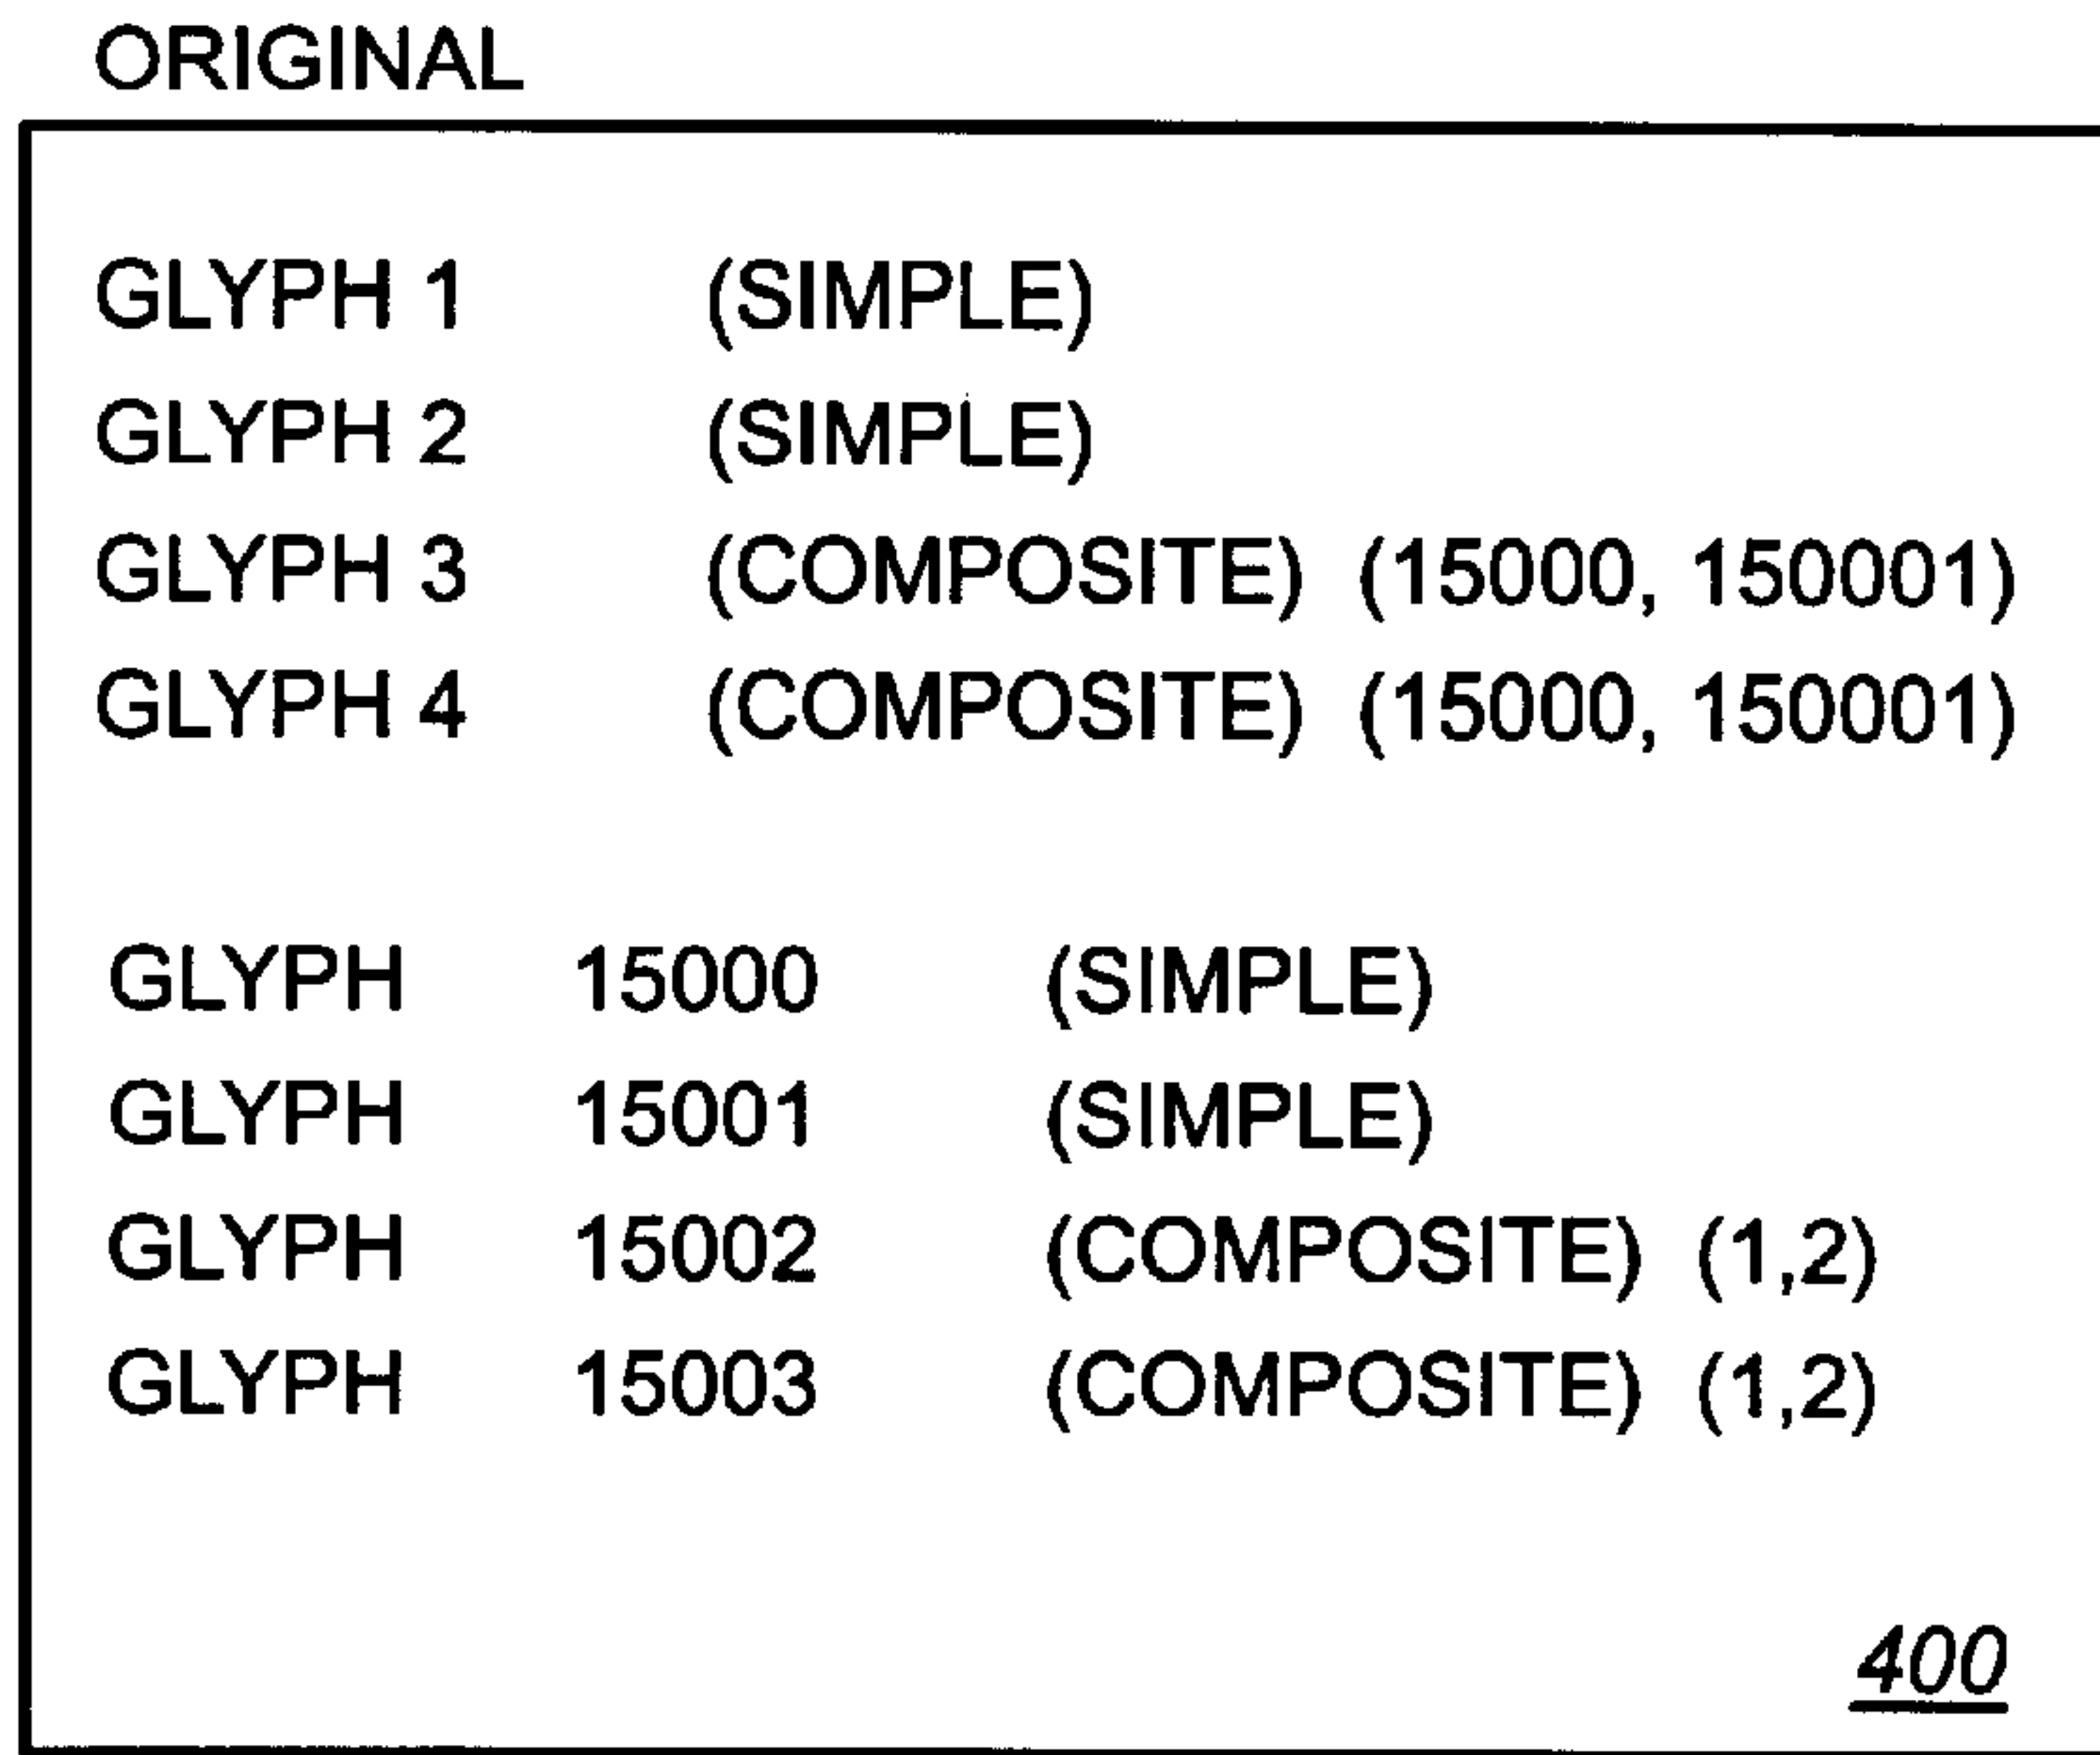 ORIGINAL
GLYPH 1 (SIMPLE)
GLYPH 2 (SIMPLE)
GLYPH 3 (COMPOSITE) (15000, 150001)
GLYPH 4 (COMPOSITE) (15000, 150001)
GLYPH 15000 (SIMPLE)
GLYPH 15001 (SIMPLE)
GLYPH 15002 (COMPOSITE) (1,2)
GLYPH 15003 (COMPOSITE) (1,2)
400